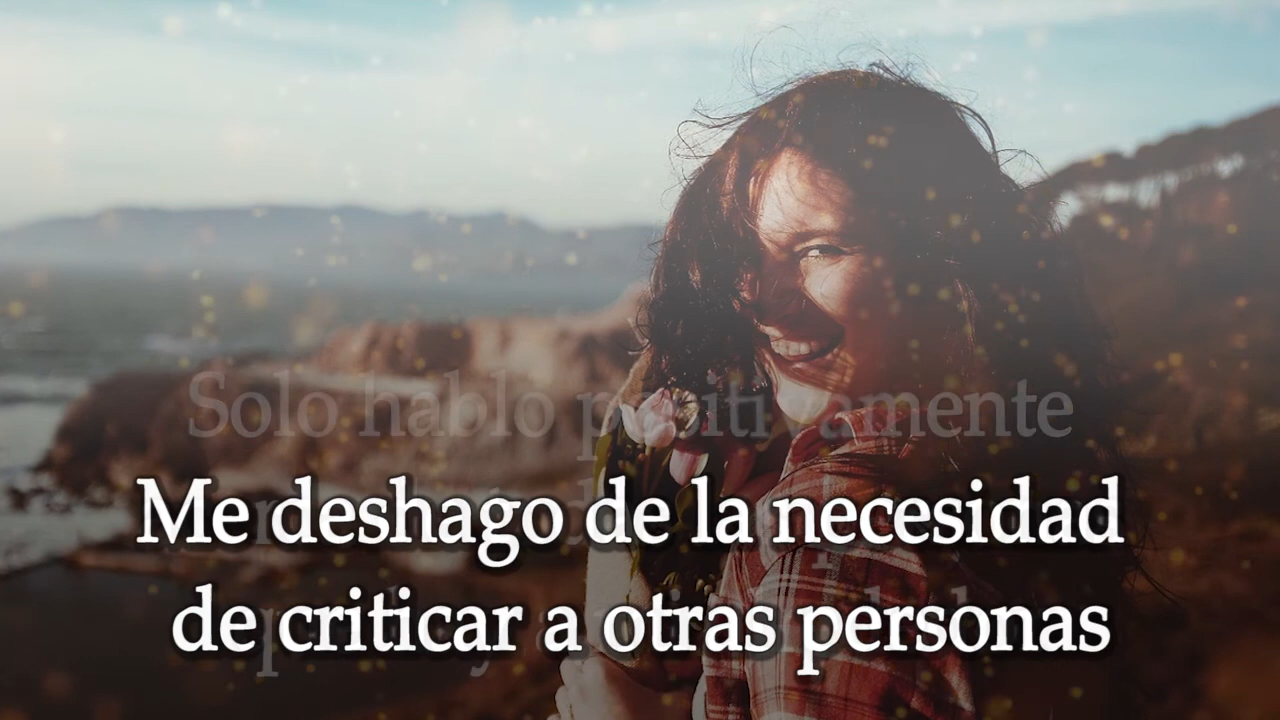 Solo hablo positivamente
Me deshago de la necesidad
de criticar a otras personas